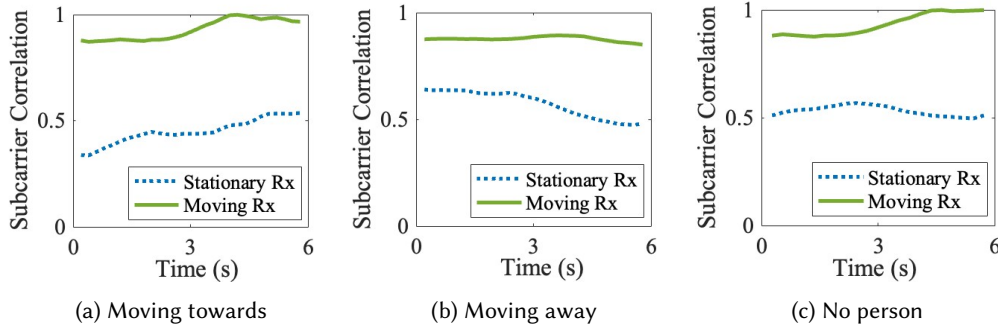 Subcarrier Correlation
1
0.5
0
Stationary Rx
Moving Rx
0
3
6
Time (s)
(a) Moving towards
Subcarrier Correlation
1
0.5
0
Stationary Rx
Moving Rx
0
3
6
Time (s)
(b) Moving away
Subcarrier Correlation
1
0.5
0
Stationary Rx
Moving Rx
0
3
6
Time (s)
(c) No person